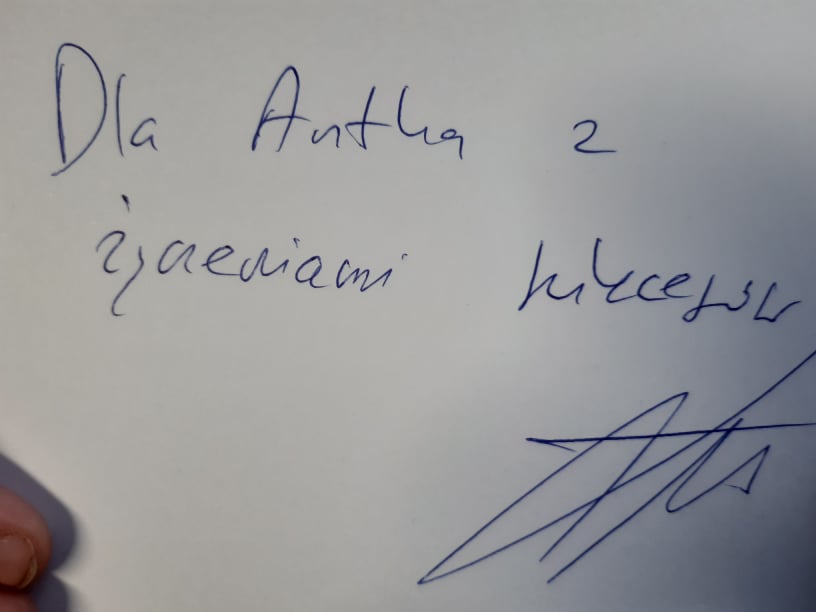 Dla Antka z
życzeniami sukcesów